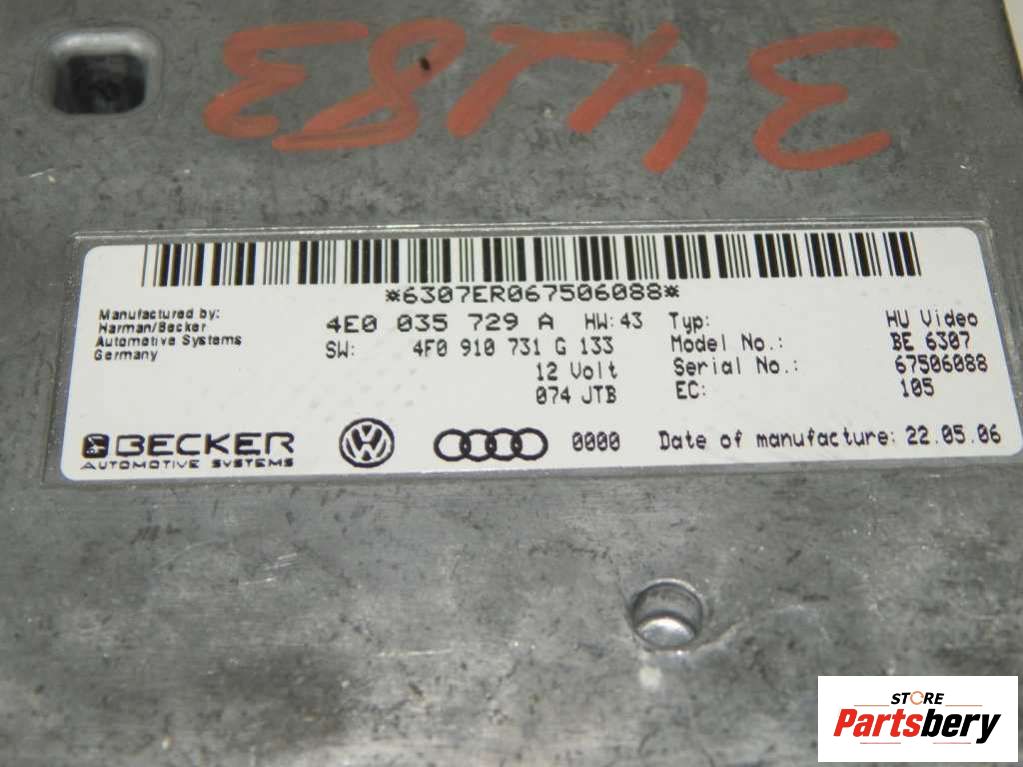 34283
*6307ER067506088*
Manufactured by:
Harman/Becker
Automotive Systems
Germany
4E0 035 729 A HW: 43
SW: 4F0 910 731 G 133
12 Volt
074 JTB
Typ: HU Video
Model No.: BE 6307
Serial No.: 67506088
EC: 105
BECKER
AUTOMOTIVE SYSTEMS
0000 Date of manufacture: 22.05.06
STORE
Partsbery